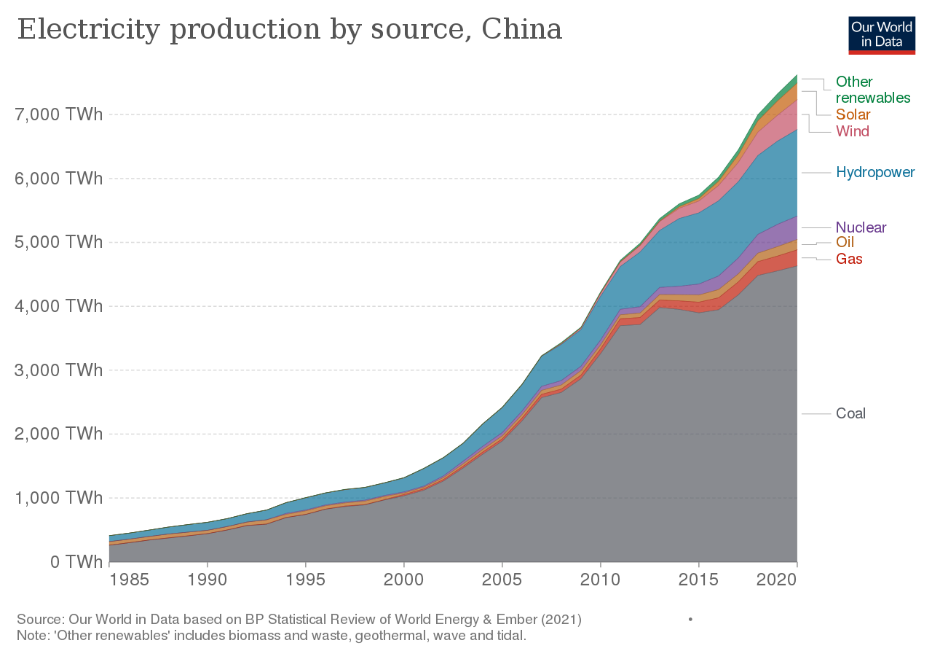 Electricity production by source, China
Our World
in Data
7,000 TWh
6,000 TWh
5,000 TWh
4,000 TWh
3,000 TWh
2,000 TWh
1,000 TWh
0 TWh
1985
1990
1995
2000
2005
2010
2015
2020
Other
renewables
Solar
Wind
Hydropower
Nuclear
Oil
Gas
Coal
Source: Our World in Data based on BP Statistical Review of World Energy & Ember (2021)
Note: 'Other renewables' includes biomass and waste, geothermal, wave and tidal.